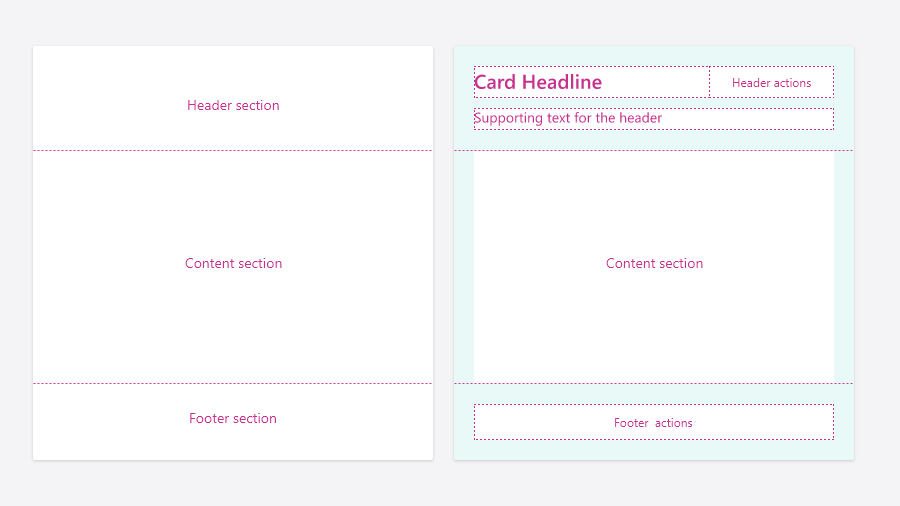 Header section
Content section
Footer section
Card Headline
Header actions
Supporting text for the header
Content section
Footer actions